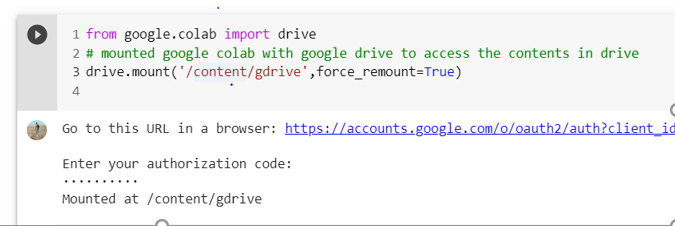 1 from google.colab import drive
2 # mounted google colab with google drive to access the contents in drive
3 drive.mount('/content/gdrive',force_remount=True)
4
Go to this URL in a browser: https://accounts.google.com/o/oauth2/auth?client_id
Enter your authorization code:
··········
Mounted at /content/gdrive